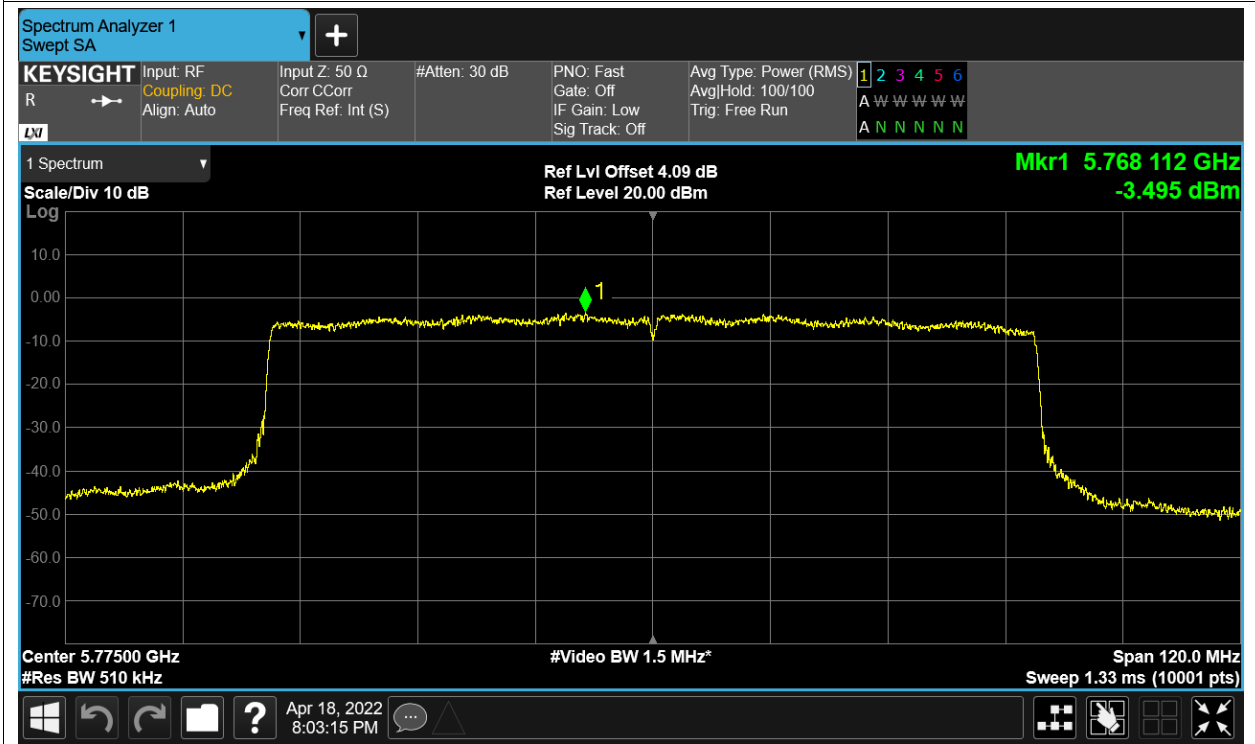 Spectrum Analyzer 1
Swept SA
+
KEYSIGHT
R
LXI
Input: RF
Coupling: DC
Align: Auto
Input Z: 50 Ω
Corr CCorr
Freq Ref: Int (S)
#Atten: 30 dB
PNO: Fast
Gate: Off
IF Gain: Low
Sig Track: Off
Avg Type: Power (RMS)
Avg|Hold: 100/100
Trig: Free Run
1 2 3 4 5 6
A W W W W W
A N N N N N
1 Spectrum
Scale/Div 10 dB
Log
Ref Lvl Offset 4.09 dB
Ref Level 20.00 dBm
Mkr1 5.768 112 GHz
-3.495 dBm
10.0
0.00
-10.0
-20.0
-30.0
-40.0
-50.0
-60.0
-70.0
1
Center 5.77500 GHz
#Res BW 510 kHz
#Video BW 1.5 MHz*
Span 120.0 MHz
Sweep 1.33 ms (10001 pts)
?
Apr 18, 2022
8:03:15 PM